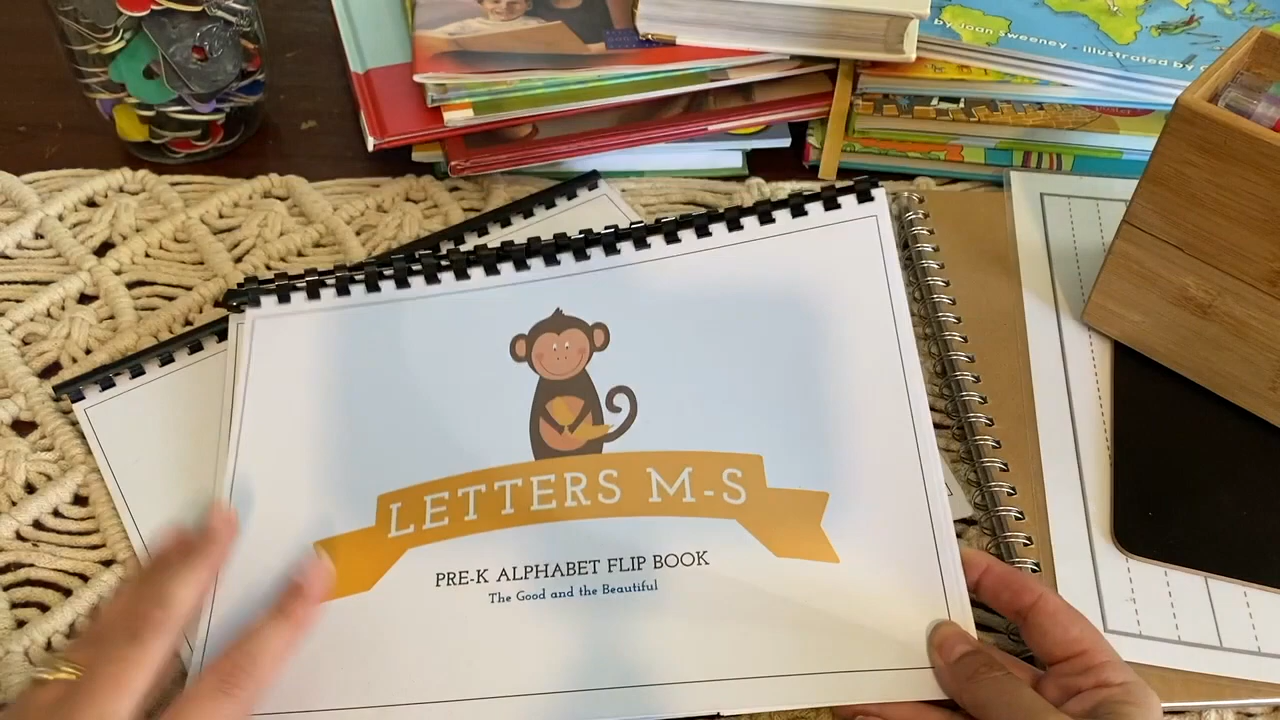 by Joan Sweeney - illustrated by
LETTERS M-S
PRE-K ALPHABET FLIP BOOK
The Good and the Beautiful